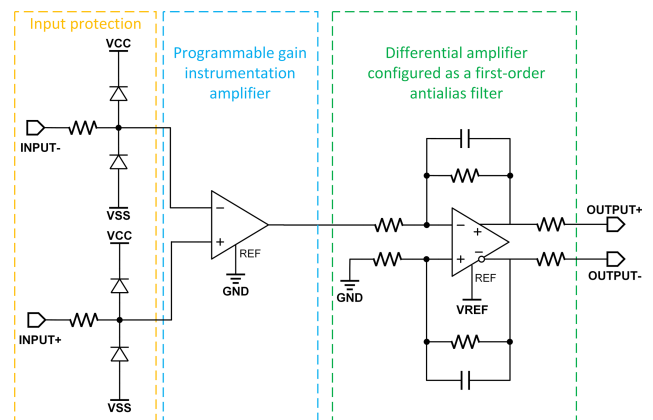 Input protection
Programmable gain
instrumentation
amplifier
Differential amplifier
configured as a first-order
antialias filter
VCC
INPUT-
VSS
VCC
INPUT+
VSS
REF
GND
GND
REF
VREF
OUTPUT+
OUTPUT-